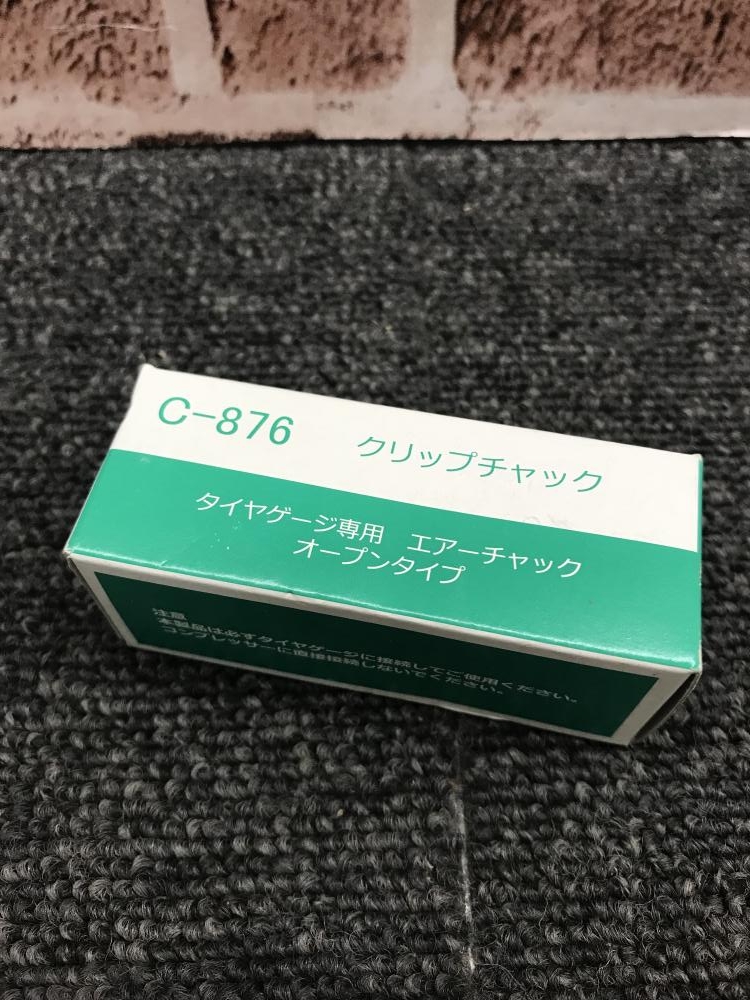 C-876 クリップチャック
タイヤゲージ専用 エアーチャック
オープンタイプ
注意
本製品は必ずタイヤゲージに接続してご使用ください。
コンプレッサーに直接接続しないでください。